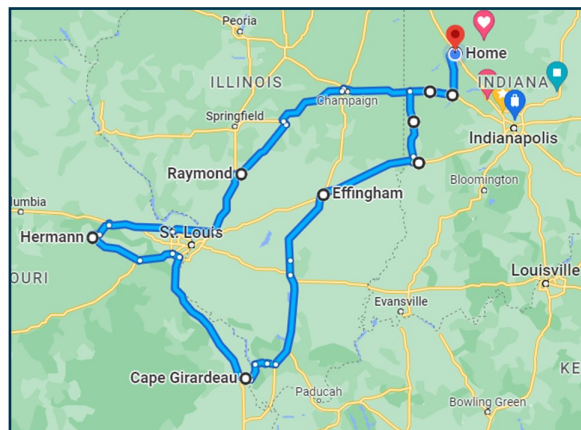 Peoria
Home
ILLINOIS
INDIANA
Champaign
Springfield
Indianapolis
Raymond
Effingham
Bloomington
lumbia
Hermann
St. Louis
OURI
Louisville
Evansville
Cape Girardeau
KE
Paducah
Bowling Green